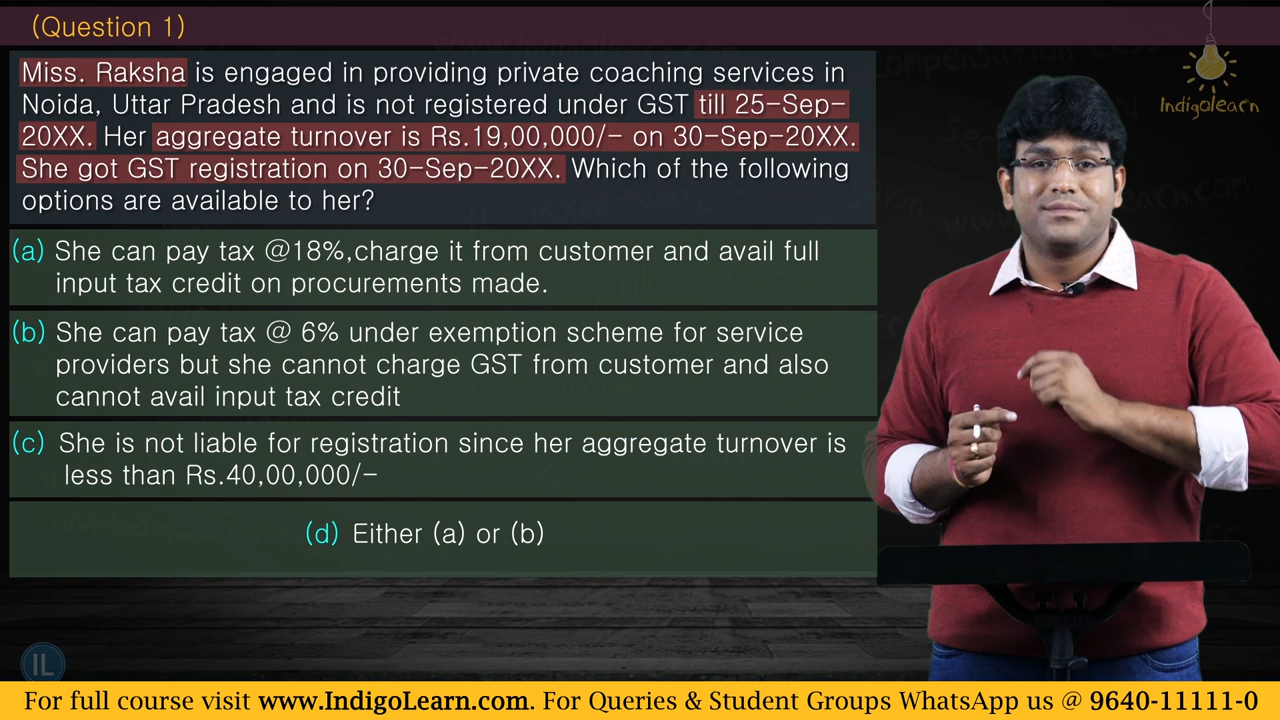 (Question 1)
Miss. Raksha is engaged in providing private coaching services in
Noida, Uttar Pradesh and is not registered under GST till 25-Sep-
20XX. Her aggregate turnover is Rs.19,00,000/- on 30-Sep-20XX.
She got GST registration on 30-Sep-20XX. Which of the following
options are available to her?
(a) She can pay tax @18%,charge it from customer and avail full
input tax credit on procurements made.
(b) She can pay tax @ 6% under exemption scheme for service
providers but she cannot charge GST from customer and also
cannot avail input tax credit
(c) She is not liable for registration since her aggregate turnover is
less than Rs.40,00,000/-
(d) Either (a) or (b)
Indigolearn
IL
For full course visit www.IndigoLearn.com. For Queries & Student Groups WhatsApp us @ 9640-11111-0